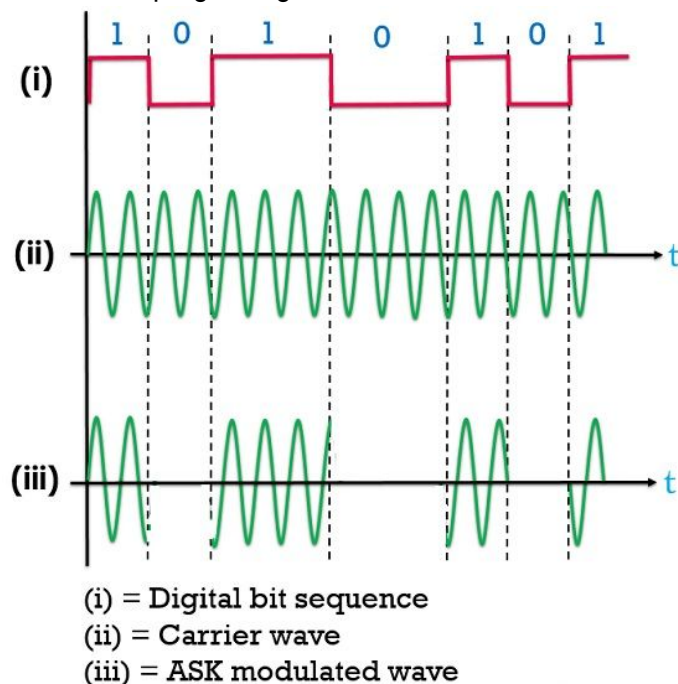 1 0 1 0 1 0 1
(i)
(ii) t
(iii) t
(i) = Digital bit sequence
(ii) = Carrier wave
(iii) = ASK modulated wave